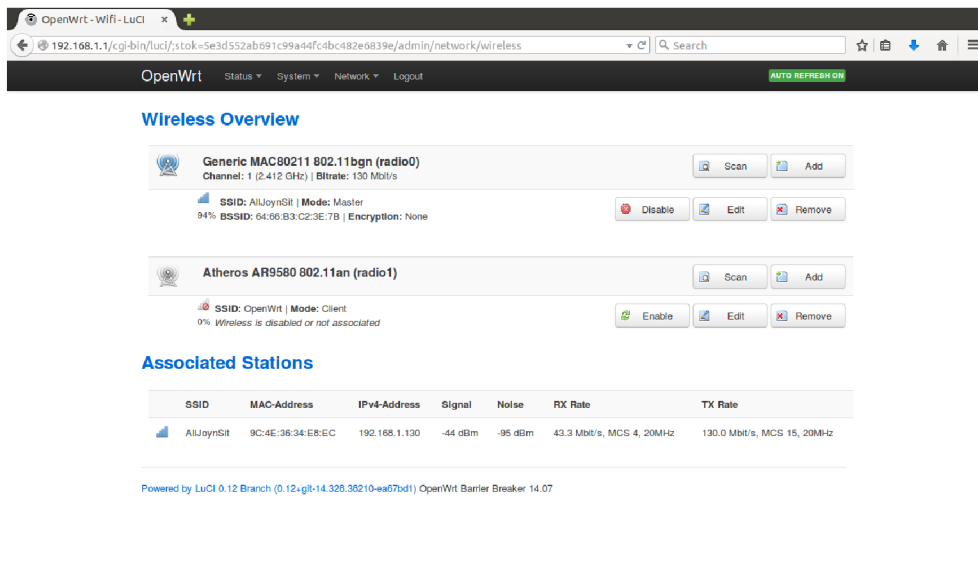 OpenWrt - Wifi - LuCI ×
192.168.1.1/cgi-bin/luci/;stok=5e3d552ab691c99a44fc4bc482e6839e/admin/network/wireless Search
OpenWrt Status System Network Logout AUTO REFRESH ON
Wireless Overview
Generic MAC80211 802.11bgn (radio0)
Channel: 1 (2.412 GHz) | Bitrate: 130 Mbit/s
Scan Add
SSID: AllJoynSit | Mode: Master
94% BSSID: 64:66:B3:C2:3E:7B | Encryption: None
Disable Edit Remove
Atheros AR9580 802.11an (radio1)
Scan Add
SSID: OpenWrt | Mode: Client
0% Wireless is disabled or not associated
Enable Edit Remove
Associated Stations
SSID MAC-Address IPv4-Address Signal Noise RX Rate TX Rate
AllJoynSit 9C:4E:36:34:E8:EC 192.168.1.130 -44 dBm -95 dBm 43.3 Mbit/s, MCS 4, 20MHz 130.0 Mbit/s, MCS 15, 20MHz
Powered by LuCI 0.12 Branch (0.12+git-14.326.36210-ea67bd1) OpenWrt Barrier Breaker 14.07